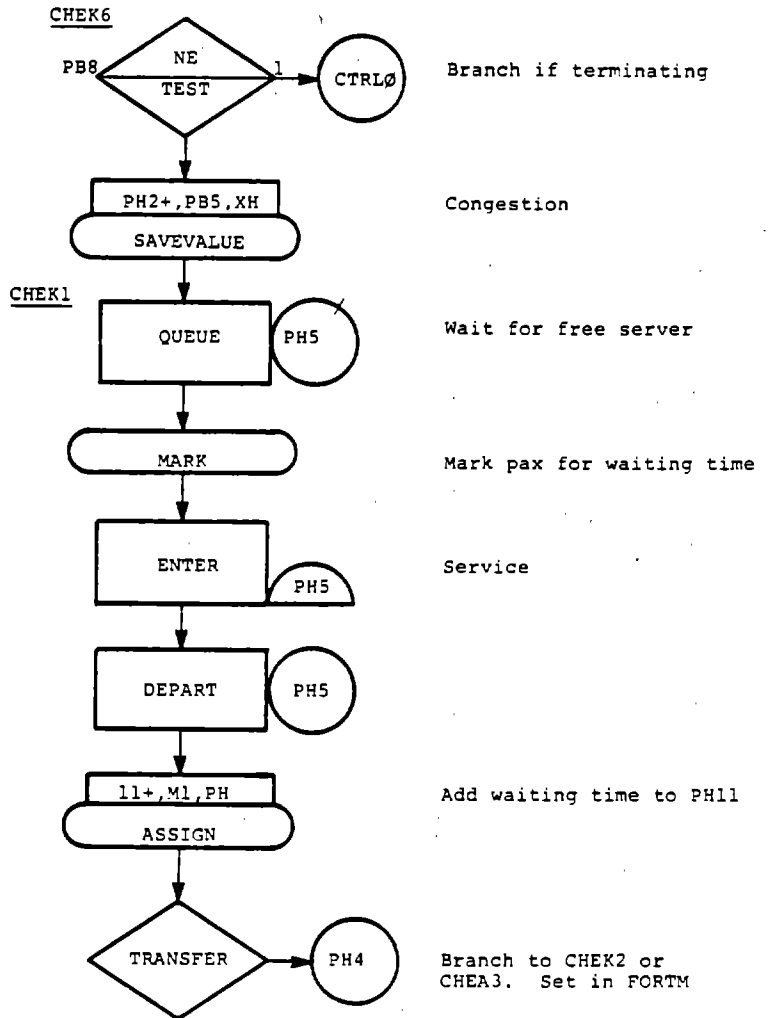 CHEK6
PB8 NE 1
TEST
CTRLØ
Branch if terminating
PH2+,PB5,XH
SAVEVALUE
Congestion
CHEK1
QUEUE
PH5
Wait for free server
MARK
Mark pax for waiting time
ENTER
PH5
Service
DEPART
PH5
11+,M1,PH
ASSIGN
Add waiting time to PH11
TRANSFER
PH4
Branch to CHEK2 or
CHEA3. Set in FORTM